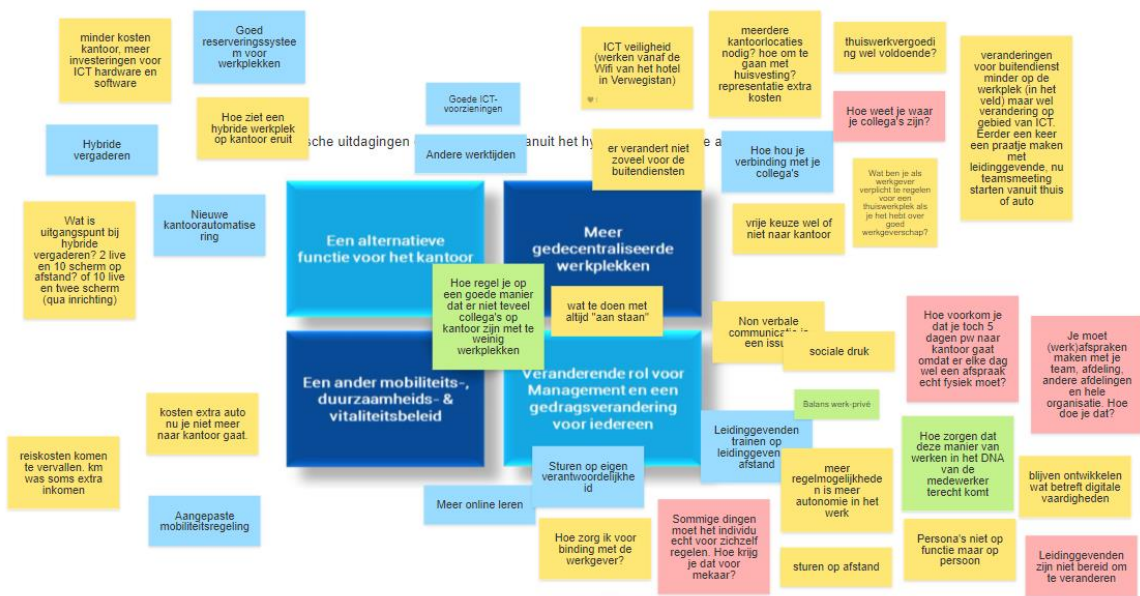 minder kosten
kantoor, meer
investeringen voor
ICT hardware en
software
Goed
reserveringssystee
m voor
werkplekken
Hoe ziet een
hybride werkplek
op kantoor eruit
Hybride
vergaderen
Wat is
uitgangspunt bij
hybride
vergaderen? 2 live
en 10 scherm op
afstand? of 10 live
en twee scherm
(qua inrichting)
Nieuwe
kantoorautomatise
ring
Goede ICT-
voorzieningen
Andere werktijden
sche uitdagingen
anuit het hy
e a
ICT veiligheid
(werken vanaf de
Wifi van het hotel
in Verwegistan)
er verandert niet
zoveel voor de
buitendiensten
meerdere
kantoorlocaties
nodig? hoe om te
gaan met
huisvesting?
representatie extra
kosten
thuiswerkvergoedi
ng wel voldoende?
Hoe weet je waar
je collega's zijn?
Hoe hou je
verbinding met je
collega's
Wat ben je als
werkgever
verplicht te regelen
voor een
thuiswerkplek als
je het hebt over
goed
werkgeverschap?
vrije keuze wel of
niet naar kantoor
veranderingen
voor buitendienst
minder op de
werkplek (in het
veld) maar wel
verandering op
gebied van ICT.
Eerder een keer
een praatje maken
met
leidinggevende, nu
teamsmeeting
starten vanuit thuis
of auto
Een alternatieve
functie voor het kantoor
Meer
gedecentraliseerde
werkplekken
Hoe regel je op
een goede manier
dat er niet teveel
collega's op
kantoor zijn met te
weinig
werkplekken
wat te doen met
altijd "aan staan"
Een ander mobiliteits-,
duurzaamheids- &
vitaliteitsbeleid
Veranderende rol voor
Management en een
gedragsverandering
voor iedereen
Non verbale
communicatie is
een issu
sociale druk
Hoe voorkom je
dat je toch 5
dagen pw naar
kantoor gaat
omdat er elke dag
wel een afspraak
echt fysiek moet?
Je moet
(werk)afspraken
maken met je
team, afdeling,
andere afdelingen
en hele
organisatie. Hoe
doe je dat?
Balans werk-privé
kosten extra auto
nu je niet meer
naar kantoor gaat.
reiskosten komen
te vervallen. km
was soms extra
inkomen
Aangepaste
mobiliteitsregeling
Meer online leren
Sturen op eigen
verantwoordelijkhe
id
Leidinggevenden
trainen op
leidinggeven
afstand
meer
regelmogelijkhede
n is meer
autonomie in het
werk
Hoe zorgen dat
deze manier van
werken in het DNA
van de
medewerker
terecht komt
blijven ontwikkelen
wat betreft digitale
vaardigheden
Hoe zorg ik voor
binding met de
werkgever?
Sommige dingen
moet het individu
echt voor zichzelf
regelen. Hoe krijg
je dat voor
mekaar?
sturen op afstand
Persona's niet op
functie maar op
persoon
Leidinggevenden
zijn niet bereid om
te veranderen